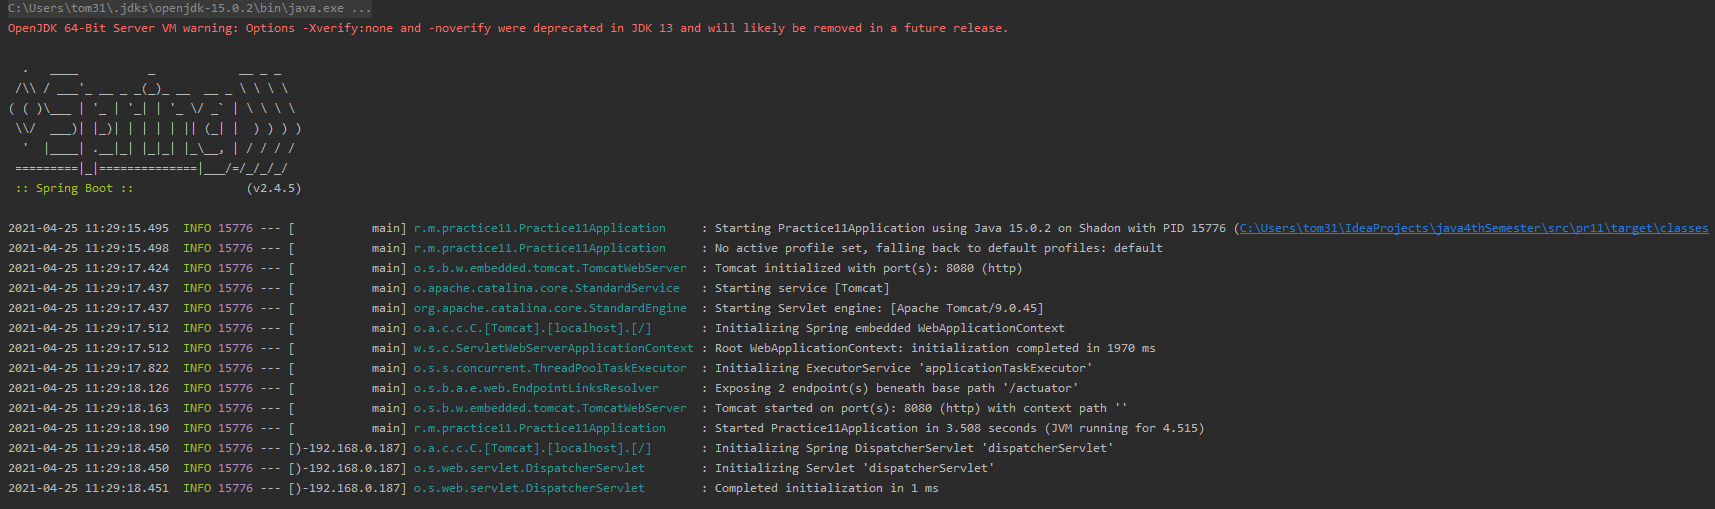 C:\Users\tom31\.jdks\openjdk-15.0.2\bin\java.exe ...
OpenJDK 64-Bit Server VM warning: Options -Xverify:none and -noverify were deprecated in JDK 13 and will likely be removed in a future release.
  .   ____          _            __ _ _
 /\\ / ___'_ __ _ _(_)_ __  __ _ \ \ \ \
( ( )\___ | '_ | '_| | '_ \/ _` | \ \ \ \
 \\/  ___)| |_)| | | | | || (_| |  ) ) ) )
  '  |____| .__|_| |_|_| |_\__, | / / / /
 =========|_|==============|___/=/_/_/_/
 :: Spring Boot ::                (v2.4.5)
2021-04-25 11:29:15.495  INFO 15776 --- [           main] r.m.practice11.Practice11Application     : Starting Practice11Application using Java 15.0.2 on Shadon with PID 15776 (C:\Users\tom31\IdeaProjects\java4thSemester\src\pr11\target\classes
2021-04-25 11:29:15.498  INFO 15776 --- [           main] r.m.practice11.Practice11Application     : No active profile set, falling back to default profiles: default
2021-04-25 11:29:17.424  INFO 15776 --- [           main] o.s.b.w.embedded.tomcat.TomcatWebServer  : Tomcat initialized with port(s): 8080 (http)
2021-04-25 11:29:17.437  INFO 15776 --- [           main] o.apache.catalina.core.StandardService   : Starting service [Tomcat]
2021-04-25 11:29:17.437  INFO 15776 --- [           main] org.apache.catalina.core.StandardEngine  : Starting Servlet engine: [Apache Tomcat/9.0.45]
2021-04-25 11:29:17.512  INFO 15776 --- [           main] o.a.c.c.C.[Tomcat].[localhost].[/]       : Initializing Spring embedded WebApplicationContext
2021-04-25 11:29:17.512  INFO 15776 --- [           main] w.s.c.ServletWebServerApplicationContext : Root WebApplicationContext: initialization completed in 1970 ms
2021-04-25 11:29:17.822  INFO 15776 --- [           main] o.s.s.concurrent.ThreadPoolTaskExecutor  : Initializing ExecutorService 'applicationTaskExecutor'
2021-04-25 11:29:18.126  INFO 15776 --- [           main] o.s.b.a.e.web.EndpointLinksResolver      : Exposing 2 endpoint(s) beneath base path '/actuator'
2021-04-25 11:29:18.163  INFO 15776 --- [           main] o.s.b.w.embedded.tomcat.TomcatWebServer  : Tomcat started on port(s): 8080 (http) with context path ''
2021-04-25 11:29:18.190  INFO 15776 --- [           main] r.m.practice11.Practice11Application     : Started Practice11Application in 3.508 seconds (JVM running for 4.515)
2021-04-25 11:29:18.450  INFO 15776 --- [)-192.168.0.187] o.a.c.c.C.[Tomcat].[localhost].[/]       : Initializing Spring DispatcherServlet 'dispatcherServlet'
2021-04-25 11:29:18.450  INFO 15776 --- [)-192.168.0.187] o.s.web.servlet.DispatcherServlet        : Initializing Servlet 'dispatcherServlet'
2021-04-25 11:29:18.451  INFO 15776 --- [)-192.168.0.187] o.s.web.servlet.DispatcherServlet        : Completed initialization in 1 ms